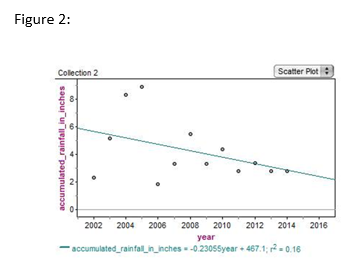 Figure 2:
Collection 2
Scatter Plot
accumulated_rainfall_in_inches
8
6
4
2
0
2002 2004 2006 2008 2010 2012 2014 2016
year
accumulated_rainfall_in_inches = -0.23055year + 467.1; r² = 0.16